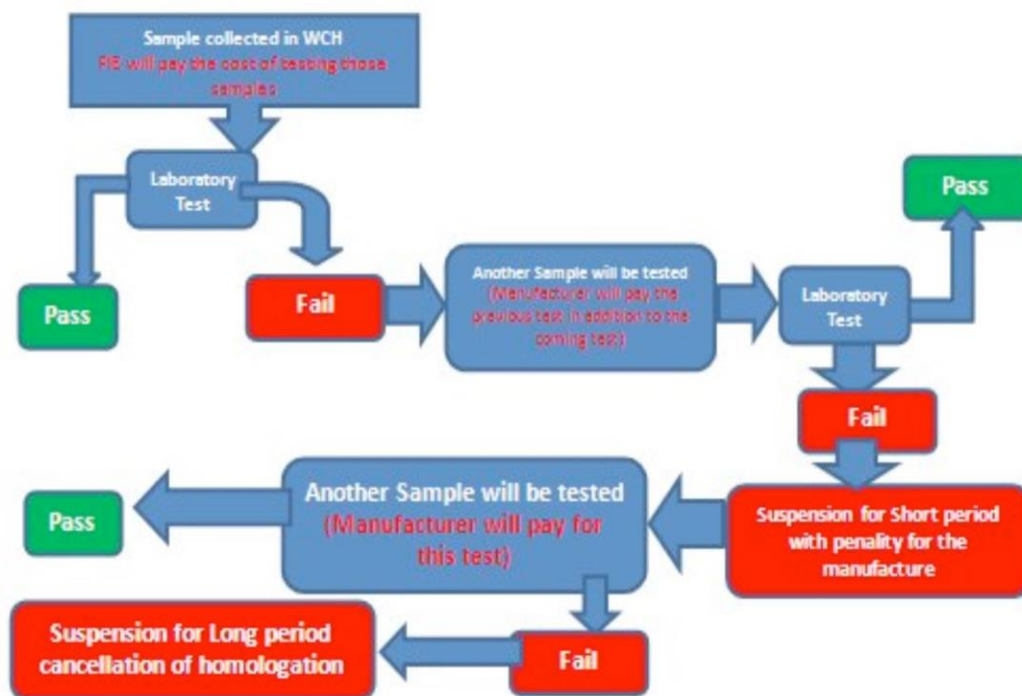 Sample collected in WCH
FIE will pay the cost of testing those
samples
Laboratory
Test
Pass
Fail
Another Sample will be tested
(Manufacturer will pay the
previous test in addition to the
coming test)
Laboratory
Test
Pass
Fail
Suspension for Short period
with penality for the
manufacture
Another Sample will be tested
(Manufacturer will pay for
this test)
Pass
Fail
Suspension for Long period
cancellation of homologation